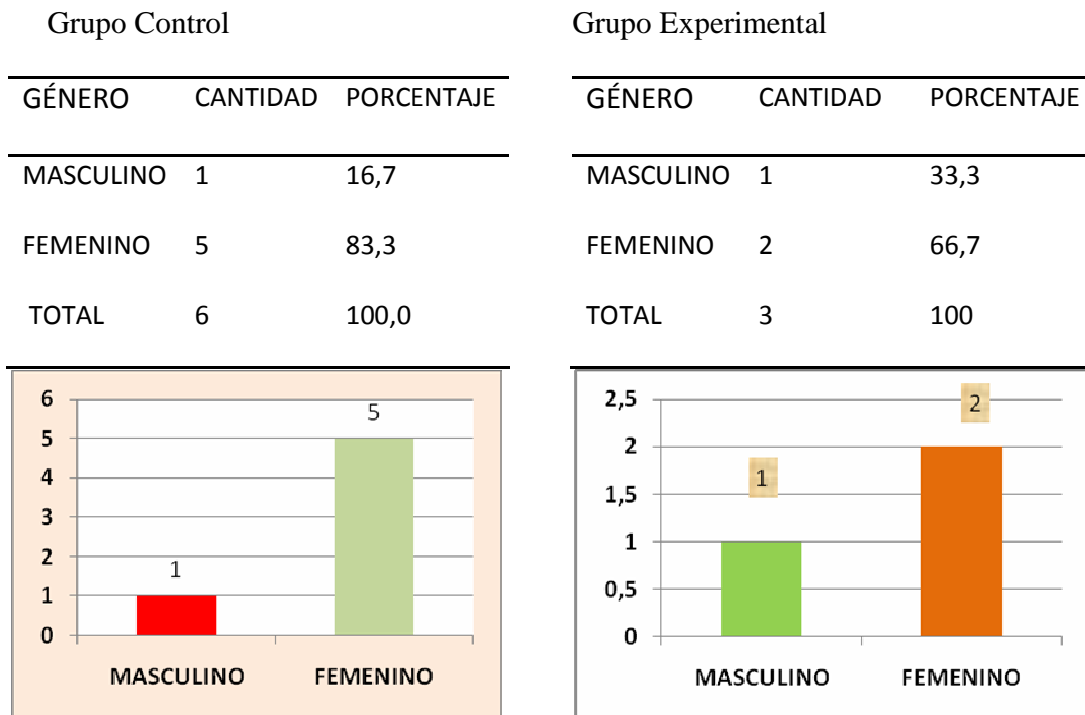 Grupo Control
GÉNERO CANTIDAD PORCENTAJE
MASCULINO 1 16,7
FEMENINO 5 83,3
TOTAL 6 100,0
6
5
4
3
2
1
0
1
5
MASCULINO FEMENINO
Grupo Experimental
GÉNERO CANTIDAD PORCENTAJE
MASCULINO 1 33,3
FEMENINO 2 66,7
TOTAL 3 100
2,5
2
1,5
1
0,5
0
1
2
MASCULINO FEMENINO